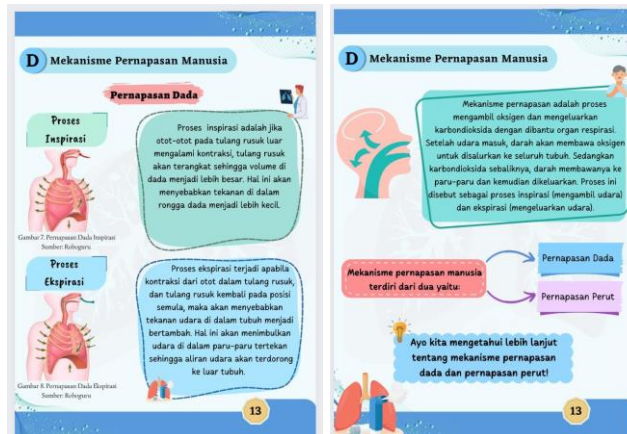 D Mekanisme Pernapasan Manusia
Pernapasan Dada
Proses
Inspirasi
Proses inspirasi adalah jika
otot-otot pada tulang rusuk luar
mengalami kontraksi, tulang rusuk
akan terangkat sehingga volume di
dada menjadi lebih besar. Hal ini akan
menyebabkan tekanan di dalam
rongga dada menjadi lebih kecil.
Gambar 7. Pernapasan Dada Inspirasi
Sumber: Roboguru
Proses
Ekspirasi
Proses ekspirasi terjadi apabila
kontraksi dari otot dalam tulang rusuk,
dan tulang rusuk kembali pada posisi
semula, maka akan menyebabkan
tekanan udara di dalam tubuh menjadi
bertambah. Hal ini akan menimbulkan
udara di dalam paru-paru tertekan
sehingga aliran udara akan terdorong
ke luar tubuh.
Gambar 8. Pernapasan Dada Ekspirasi
Sumber: Roboguru
13
D Mekanisme Pernapasan Manusia
Mekanisme pernapasan adalah proses
mengambil oksigen dan mengeluarkan
karbondioksida dengan dibantu organ respirasi.
Setelah udara masuk, darah akan membawa oksigen
untuk disalurkan ke seluruh tubuh. Sedangkan
karbondioksida sebaliknya, darah membawanya ke
paru-paru dan kemudian dikeluarkan. Proses ini
disebut sebagai proses inspirasi (mengambil udara)
dan ekspirasi (mengeluarkan udara).
Mekanisme pernapasan manusia
terdiri dari dua yaitu:
Pernapasan Dada
Pernapasan Perut
Ayo kita mengetahui lebih lanjut
tentang mekanisme pernapasan
dada dan pernapasan perut!
13